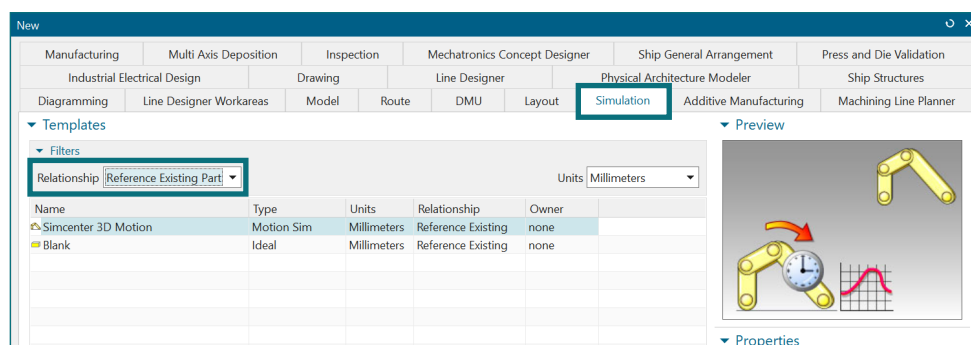 New
Manufacturing Multi Axis Deposition Inspection Mechatronics Concept Designer Ship General Arrangement Press and Die Validation
Industrial Electrical Design Drawing Line Designer Physical Architecture Modeler Ship Structures
Diagramming Line Designer Workareas Model Route DMU Layout Simulation Additive Manufacturing Machining Line Planner
Templates
Filters
Relationship Reference Existing Part Units Millimeters
Name Type Units Relationship Owner
Simcenter 3D Motion Motion Sim Millimeters Reference Existing none
Blank Ideal Millimeters Reference Existing none
Preview
Properties